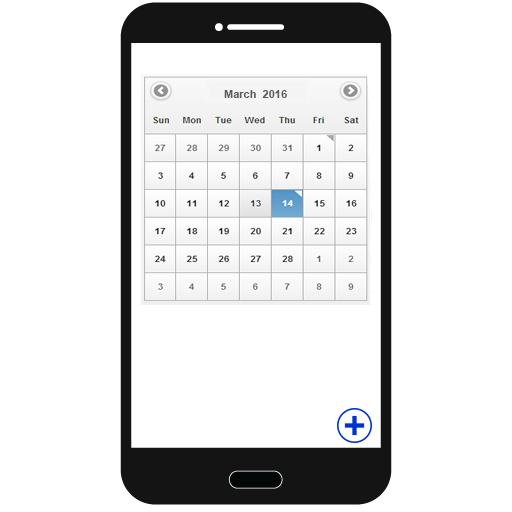 March 2016
Sun Mon Tue Wed Thu Fri Sat
27 28 29 30 31 1 2
3 4 5 6 7 8 9
10 11 12 13 14 15 16
17 18 19 20 21 22 23
24 25 26 27 28 1 2
3 4 5 6 7 8 9